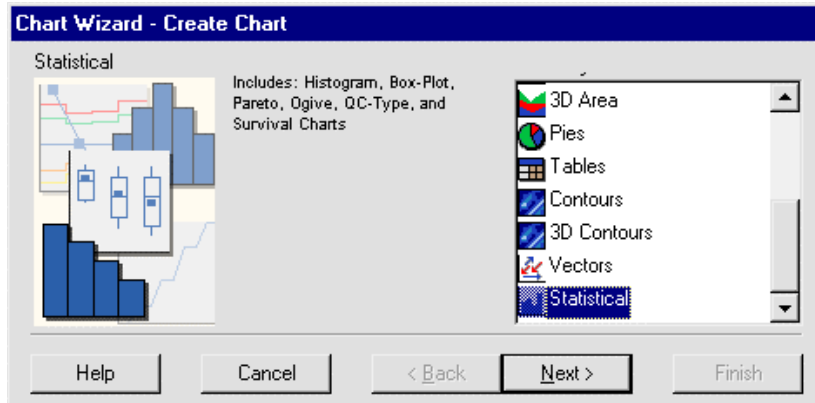 Chart Wizard - Create Chart
Statistical
Includes: Histogram, Box-Plot,
Pareto, Ogive, QC-Type, and
Survival Charts
3D Area
Pies
Tables
Contours
3D Contours
Vectors
Statistical
Help
Cancel
< Back
Next >
Finish